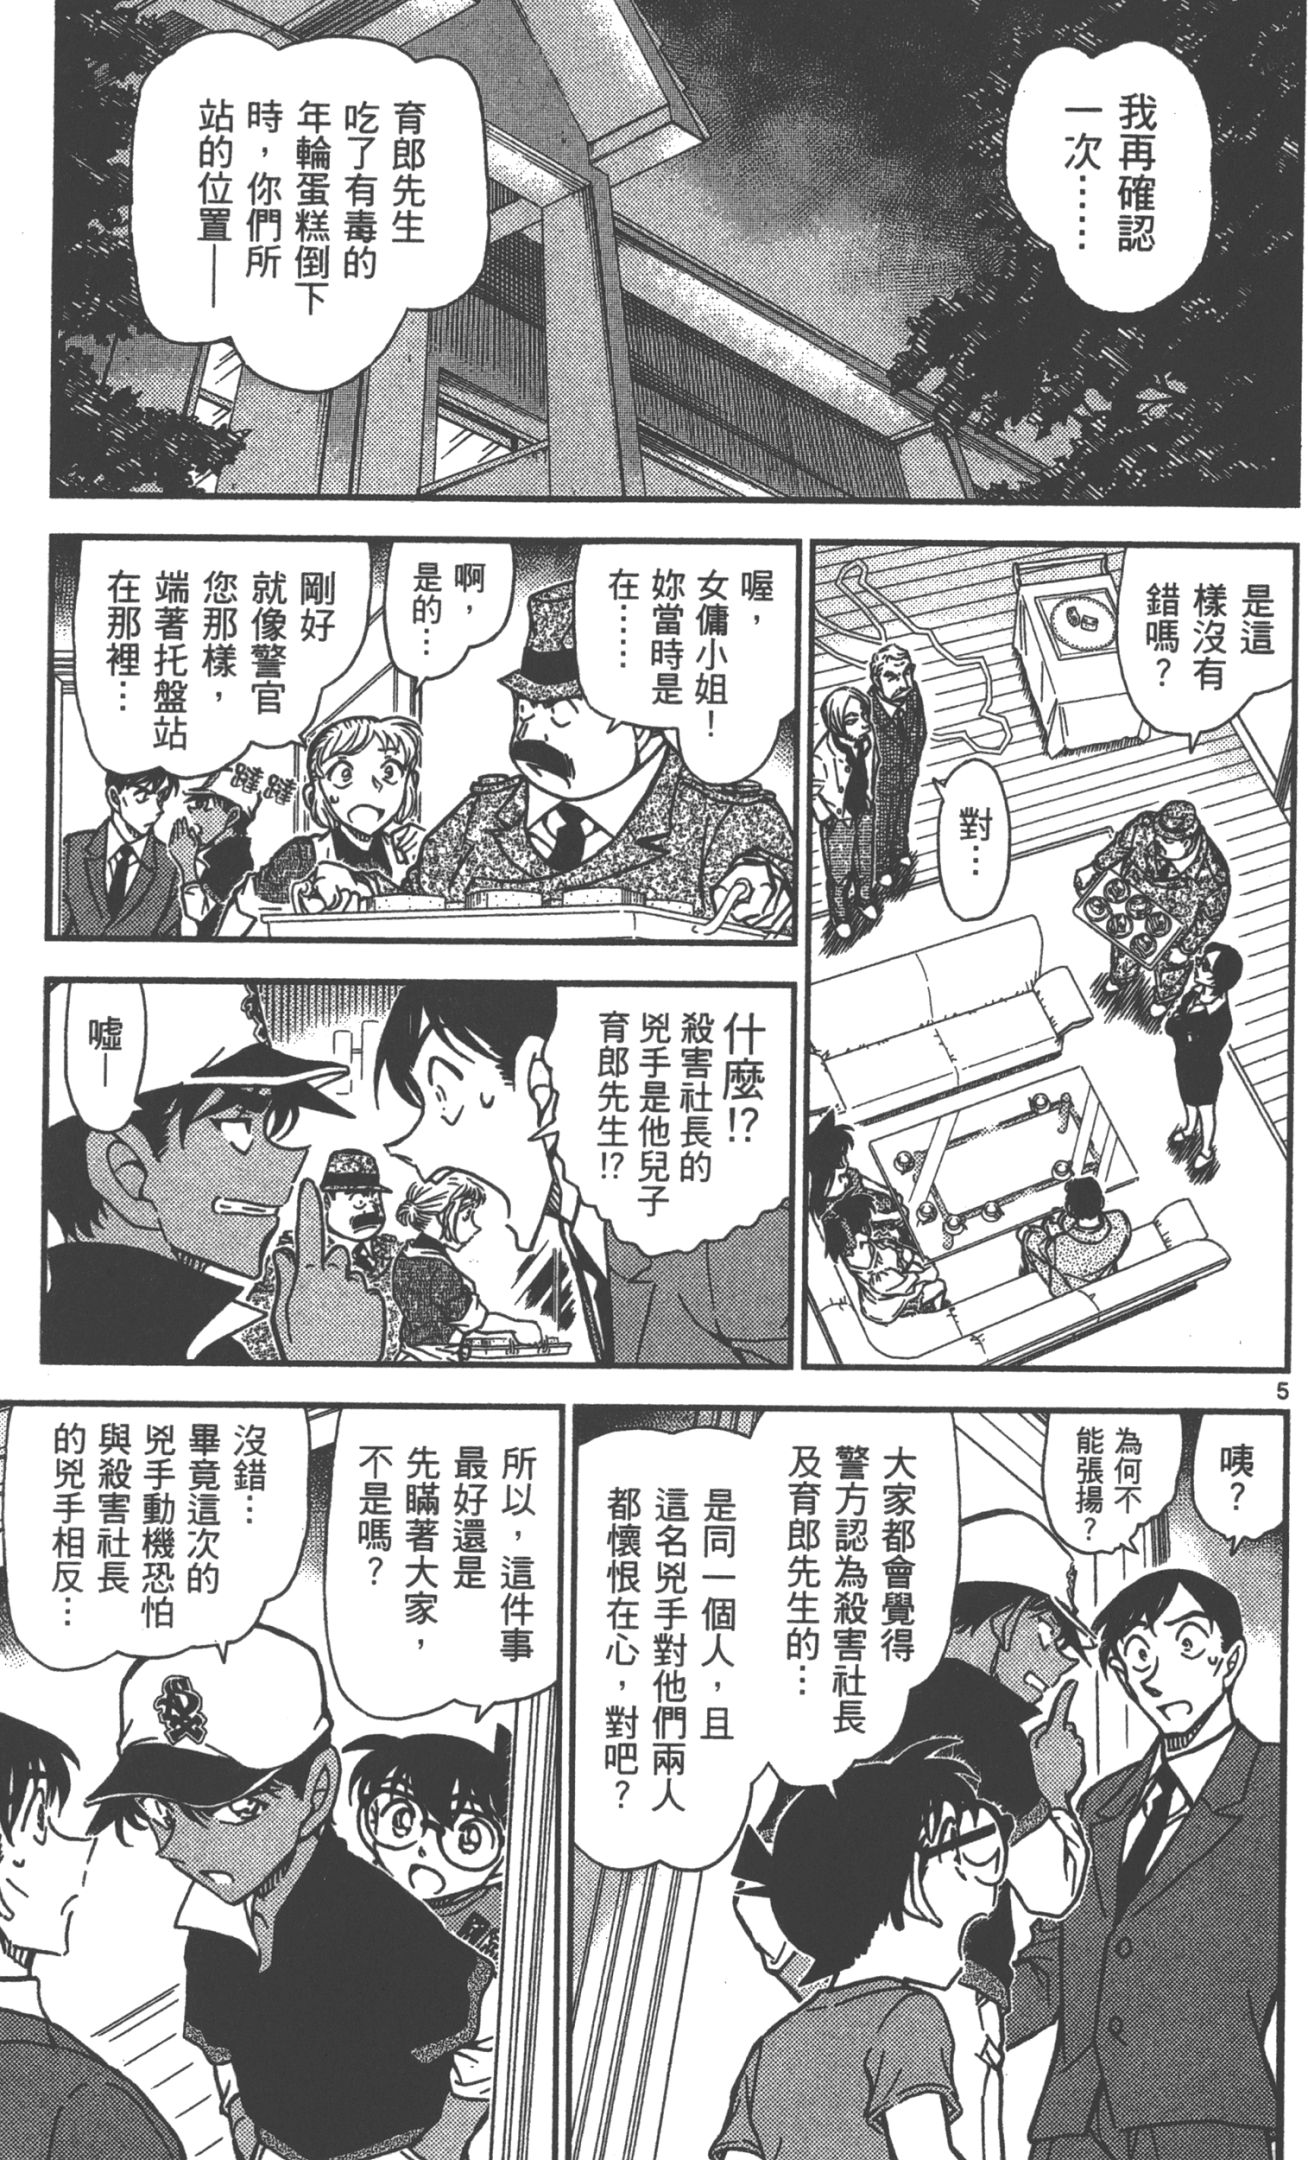 我再確認
一次……
育郎先生
吃了有毒的
年輪蛋糕倒下
時，你們所
站的位置——
是這
樣沒有
錯嗎？
對…
喔，
女傭小姐！
妳當時是
在……
啊，
是的…
剛好
就像警官
您那樣，
端著托盤站
在那裡…
躂躂
什麼!?
殺害社長的
兇手是他兒子
育郎先生!?
噓—
5
咦？
為何不
能張揚？
大家都會覺得
警方認為殺害社長
及育郎先生的…
是同一個人，且
這名兇手對他們兩人
都懷恨在心，對吧？
所以，這件事
最好還是
先瞞著大家，
不是嗎？
沒錯…
畢竟這次的
兇手動機恐怕
與殺害社長
的兇手相反…